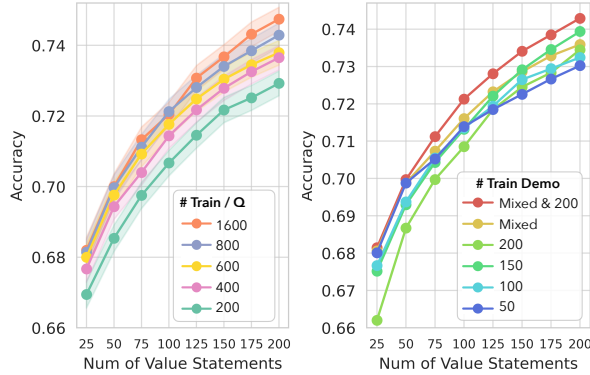 0.74
0.72
0.70
0.68
0.66
Accuracy
25 50 75 100 125 150 175 200
Num of Value Statements
# Train / Q
1600
800
600
400
200
0.74
0.73
0.72
0.71
0.70
0.69
0.68
0.67
0.66
Accuracy
25 50 75 100 125 150 175 200
Num of Value Statements
# Train Demo
Mixed & 200
Mixed
200
150
100
50